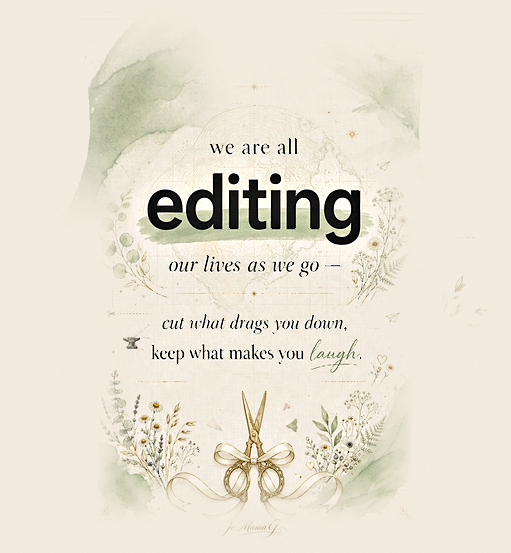 we are all
editing
our lives as we go —
cut what drags you down,
keep what makes you laugh.
Mama G.